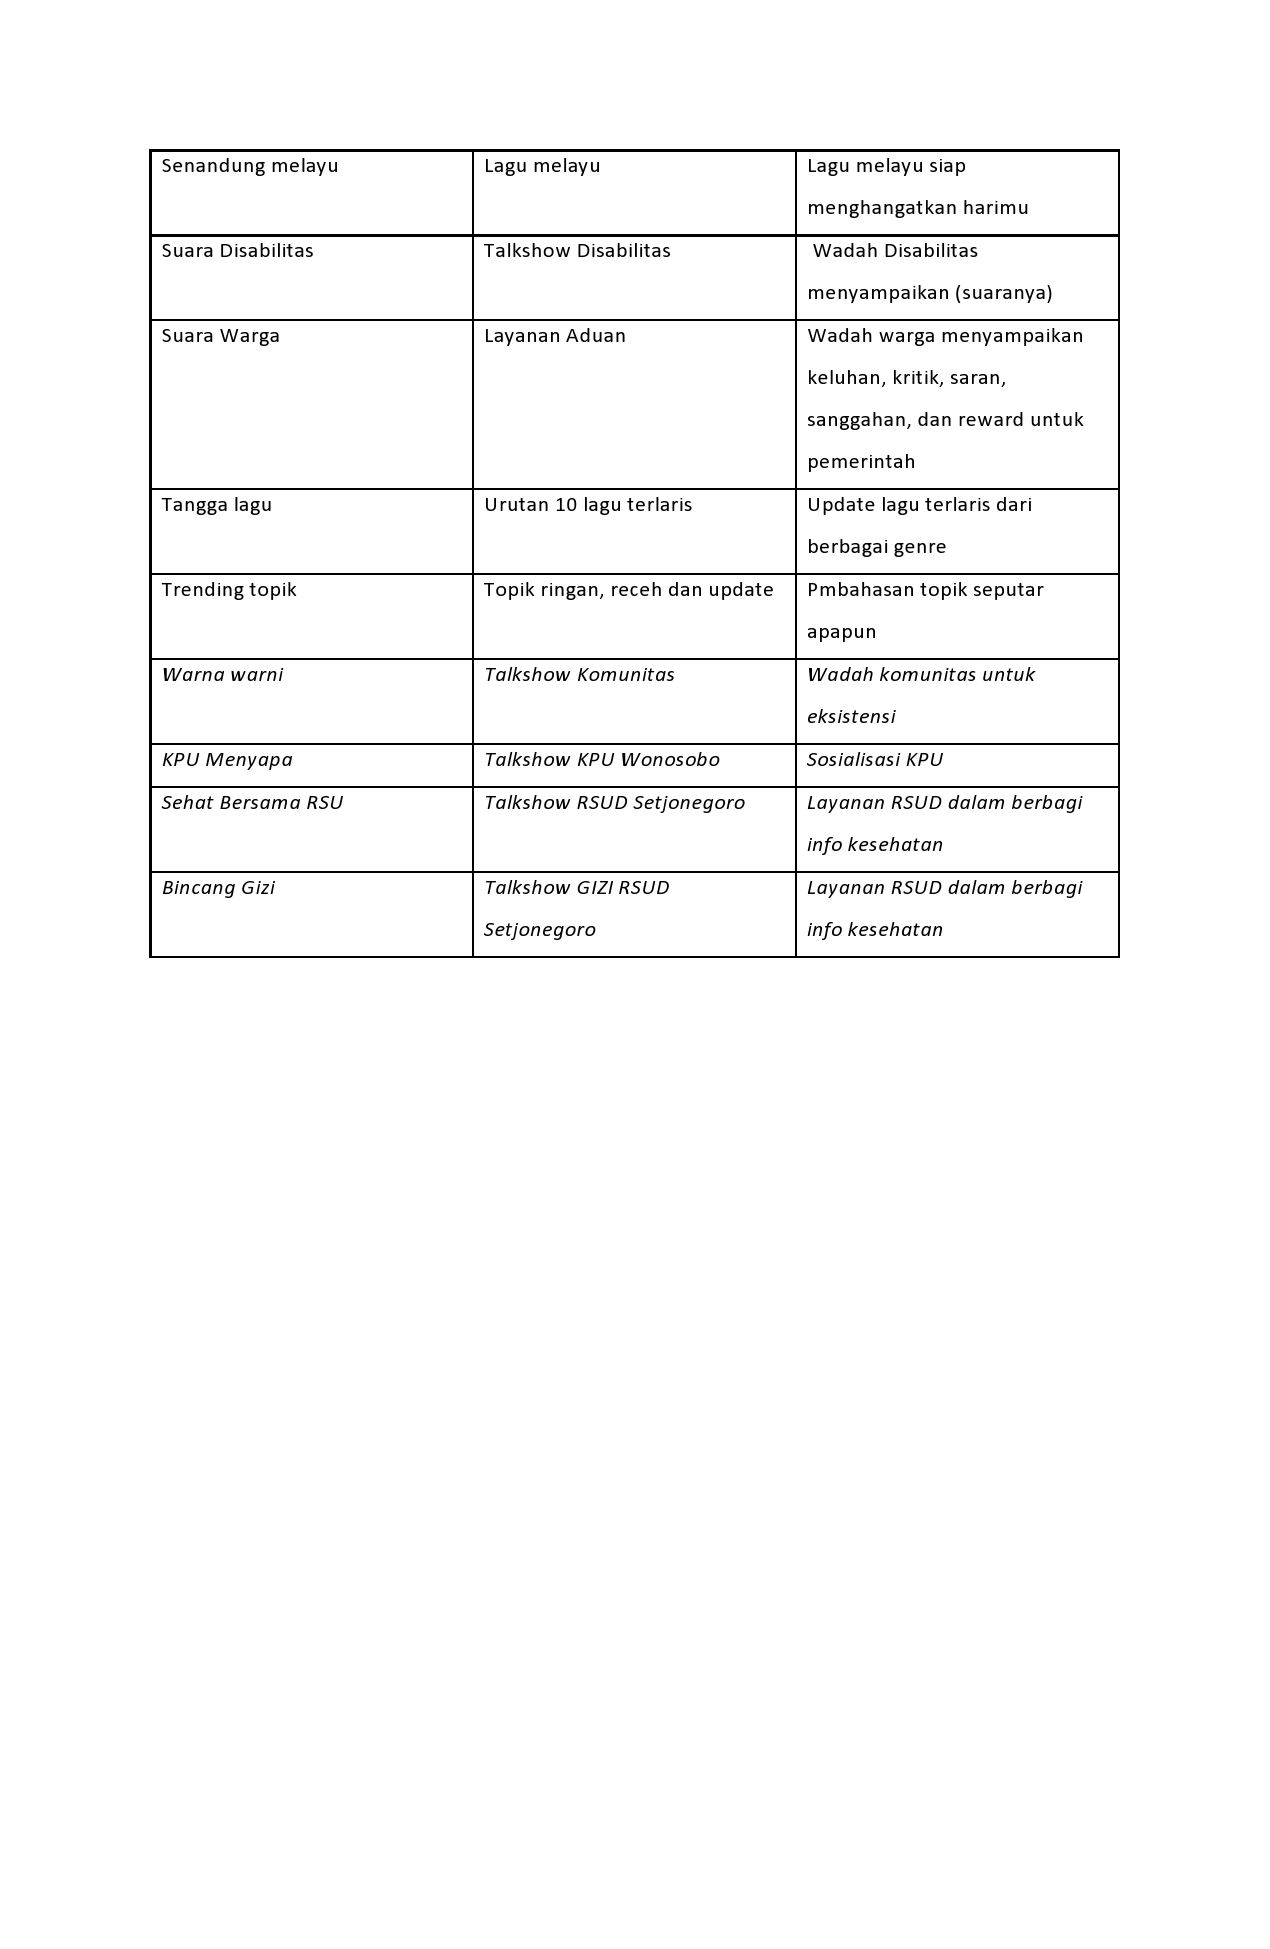 Senandung melayu
Lagu melayu
Lagu melayu siap
menghangatkan harimu
Suara Disabilitas
Talkshow Disabilitas
Wadah Disabilitas
menyampaikan (suaranya)
Suara Warga
Layanan Aduan
Wadah warga menyampaikan
keluhan, kritik, saran,
sanggahan, dan reward untuk
pemerintah
Tangga lagu
Urutan 10 lagu terlaris
Update lagu terlaris dari
berbagai genre
Trending topik
Topik ringan, receh dan update
Pmbahasan topik seputar
apapun
Warna warni
Talkshow Komunitas
Wadah komunitas untuk
eksistensi
KPU Menyapa
Talkshow KPU Wonosobo
Sosialisasi KPU
Sehat Bersama RSU
Talkshow RSUD Setjonegoro
Layanan RSUD dalam berbagi
info kesehatan
Bincang Gizi
Talkshow GIZI RSUD
Setjonegoro
Layanan RSUD dalam berbagi
info kesehatan